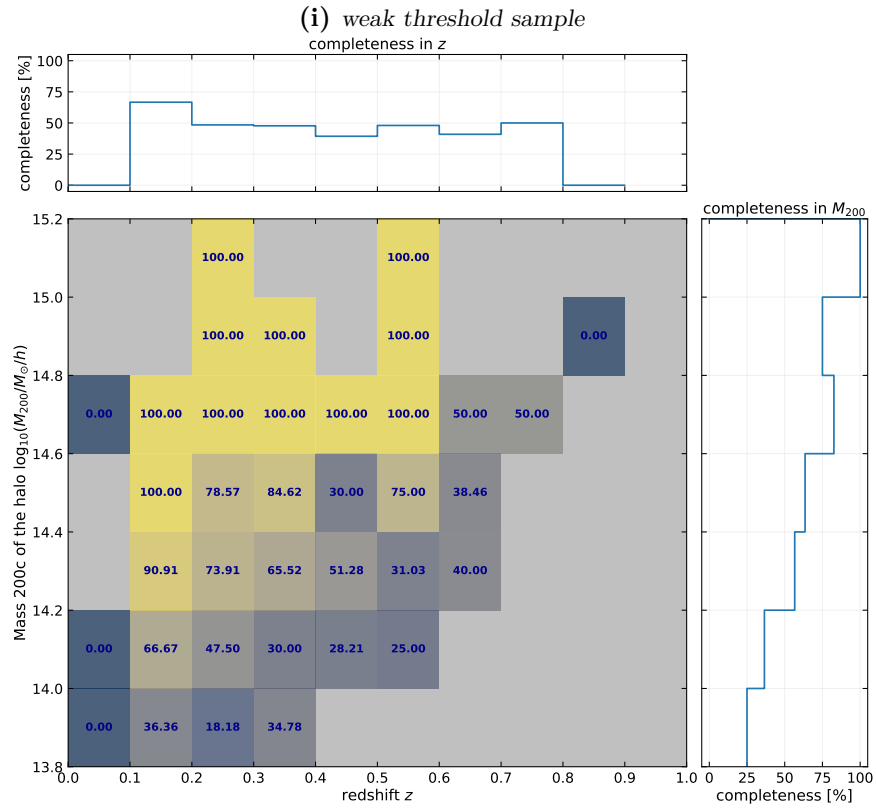 (i) weak threshold sample
completeness in z
100
75
50
25
0
completeness [%]
completeness in M200
15.2
100.00 100.00
15.0
100.00 100.00 100.00 0.00
14.8
0.00 100.00 100.00 100.00 100.00 100.00 50.00 50.00
14.6
100.00 78.57 84.62 30.00 75.00 38.46
14.4
90.91 73.91 65.52 51.28 31.03 40.00
14.2
0.00 66.67 47.50 30.00 28.21 25.00
14.0
0.00 36.36 18.18 34.78
13.8
Mass 200c of the halo log10(M200/M⊙/h)
0.0 0.1 0.2 0.3 0.4 0.5 0.6 0.7 0.8 0.9 1.0
redshift z
0 25 50 75 100
completeness [%]